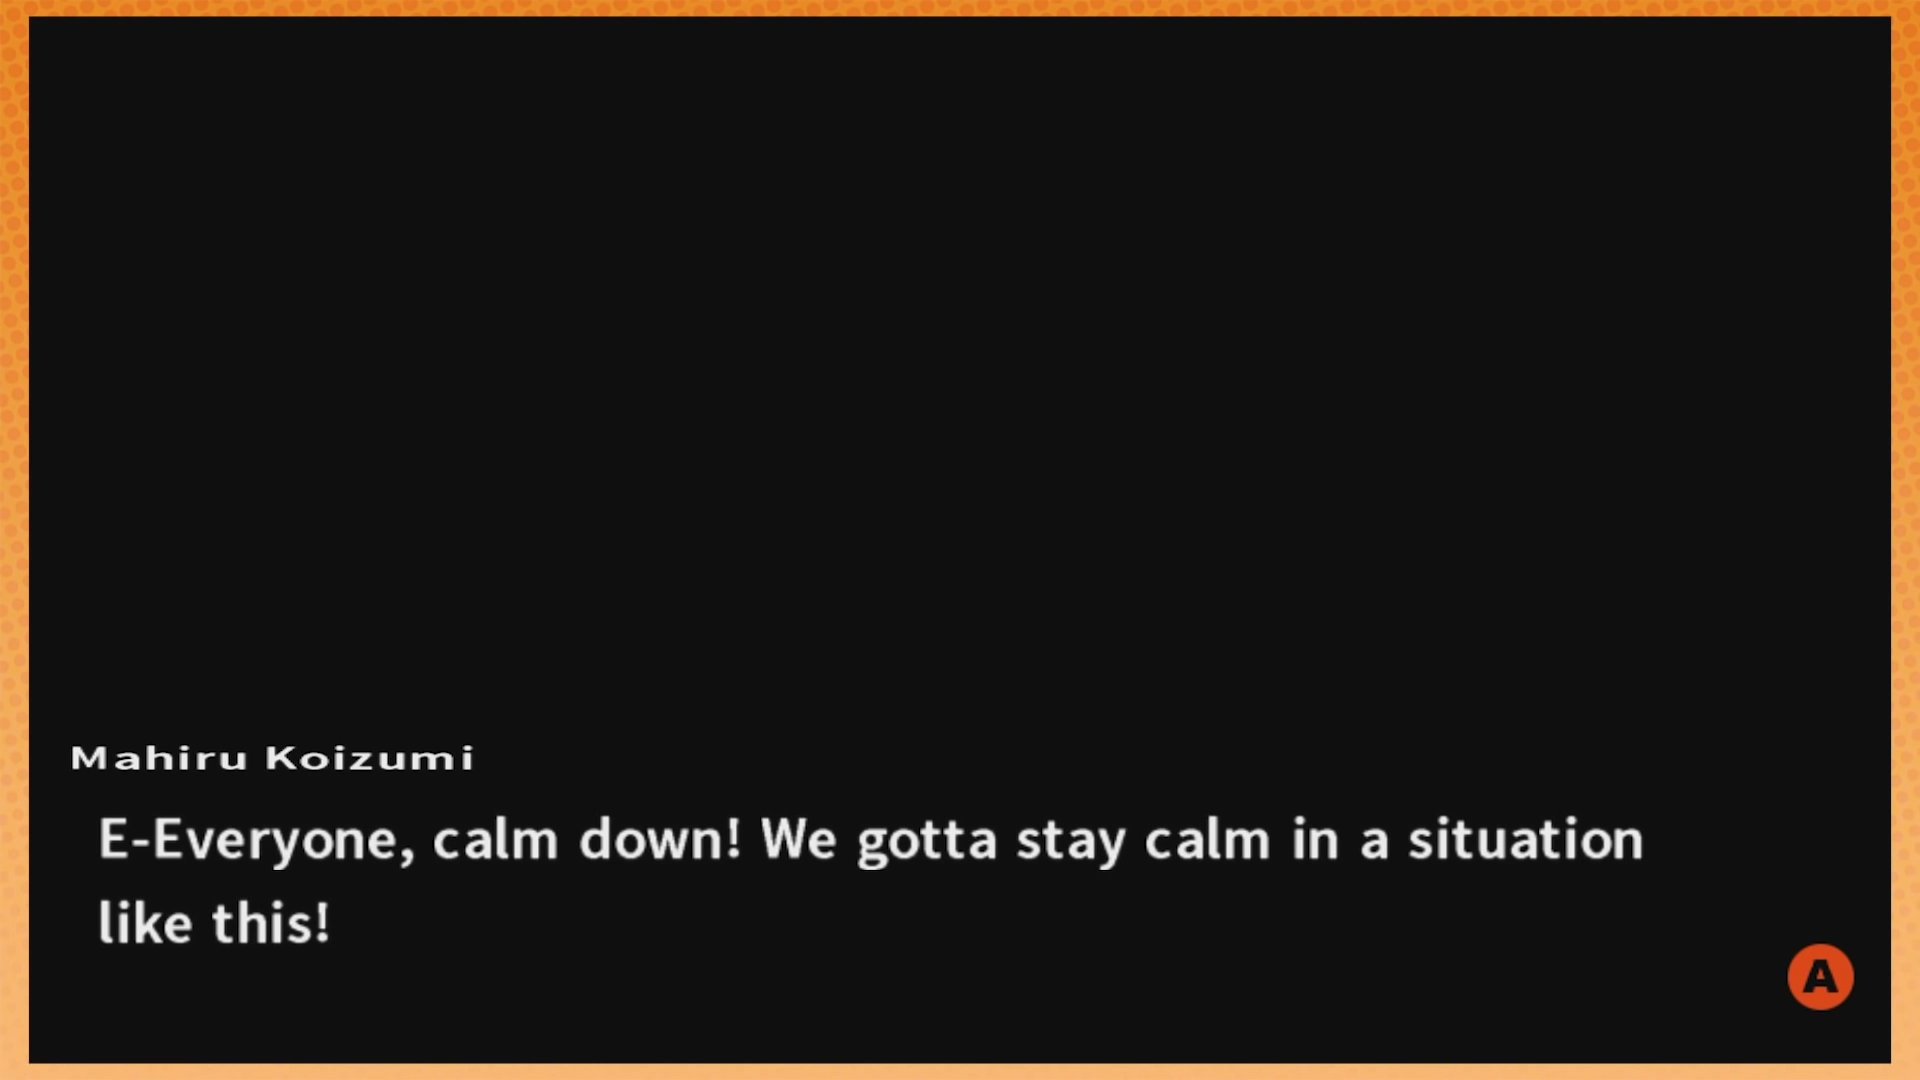 Mahiru Koizumi
E-Everyone, calm down! We gotta stay calm in a situation
like this!
A